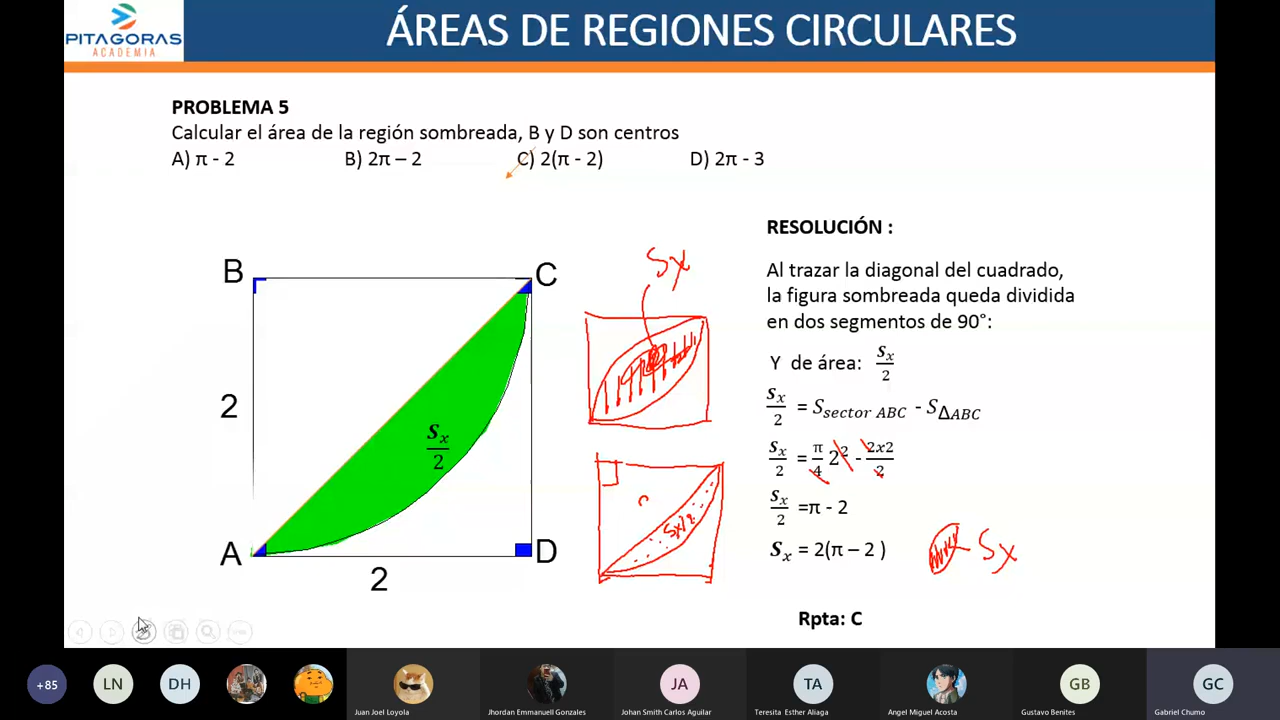 PITAGORAS
ACADEMIA
ÁREAS DE REGIONES CIRCULARES
PROBLEMA 5
Calcular el área de la región sombreada, B y D son centros
A) π - 2 B) 2π – 2 C) 2(π - 2) D) 2π - 3
B
C
2
A
D
2
Sx/2
Sx
Sx/2
RESOLUCIÓN :
Al trazar la diagonal del cuadrado,
la figura sombreada queda dividida
en dos segmentos de 90°:
Y de área: Sx/2
Sx/2 = Ssector ABC - SΔABC
Sx/2 = π/4 2² - 2x2/2
Sx/2 =π - 2
Sx = 2(π – 2 )
Sx
Rpta: C
+85
LN
DH
JA
TA
GB
GC
Juan Joel Loyola
Jhordan Emmanuell Gonzales
Johan Smith Carlos Aguilar
Teresita Esther Aliaga
Angel Miguel Acosta
Gustavo Benites
Gabriel Chumo